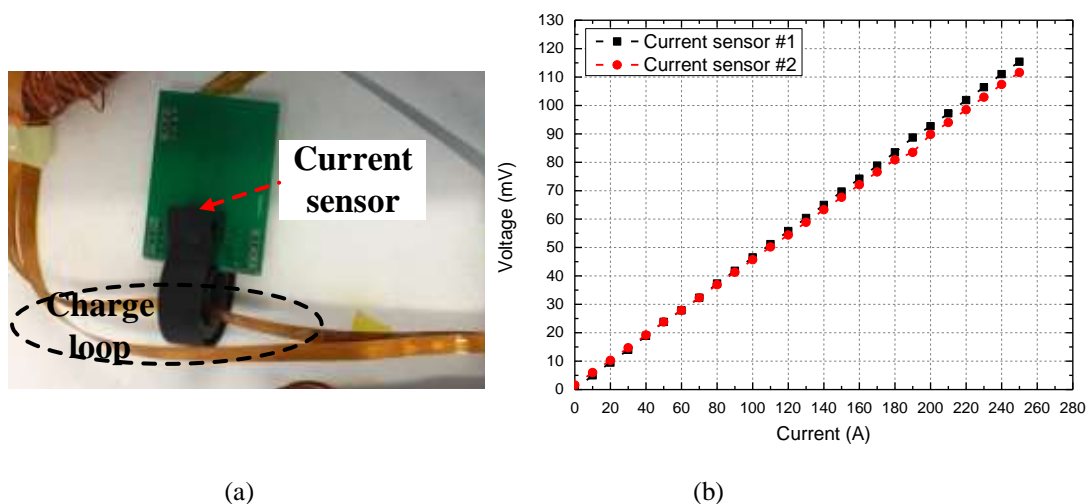 Current
sensor
Charge
loop
(a)
(b)
130
120
110
100
90
80
70
60
50
40
30
20
10
0
Voltage (mV)
Current sensor #1
Current sensor #2
0 20 40 60 80 100 120 140 160 180 200 220 240 260 280
Current (A)